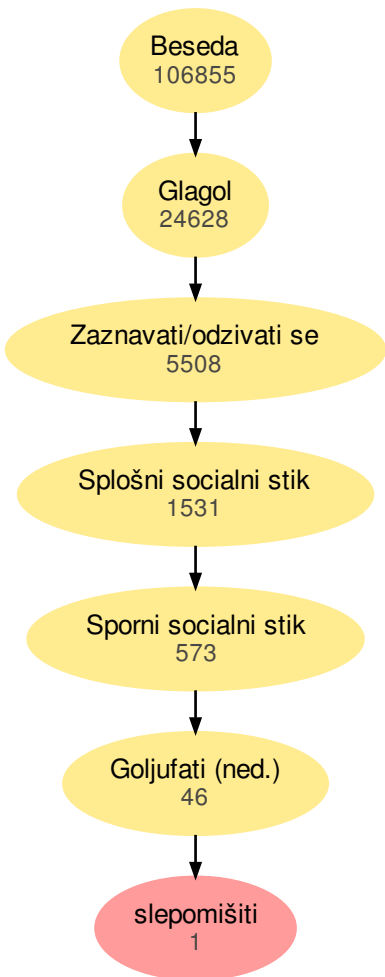 Beseda
106855
Glagol
24628
Zaznavati/odzivati se
5508
Splošni socialni stik
1531
Sporni socialni stik
573
Goljufati (ned.)
46
slepomišiti
1